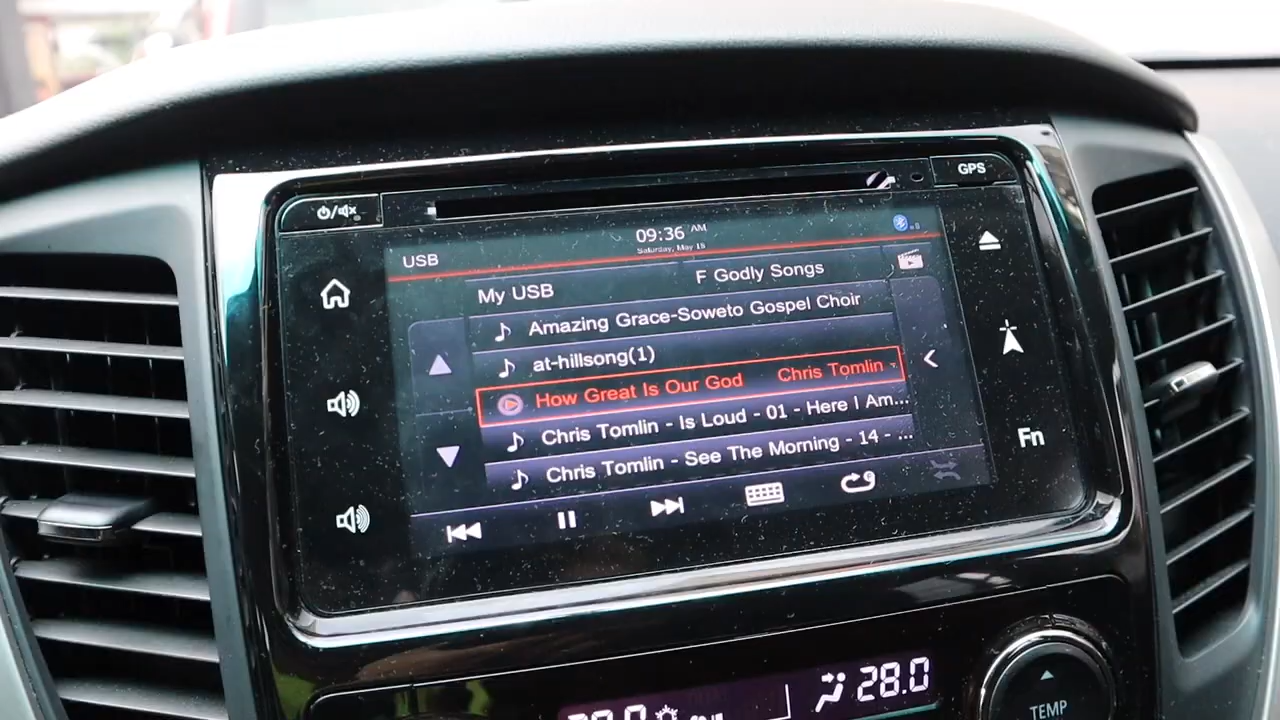 GPS
09:36 AM
Saturday, May 18
USB
My USB F Godly Songs
Amazing Grace-Soweto Gospel Choir
at-hillsong(1)
How Great Is Our God Chris Tomlin
Chris Tomlin - Is Loud - 01 - Here I Am...
Chris Tomlin - See The Morning - 14 - ...
Fn
28.0
TEMP